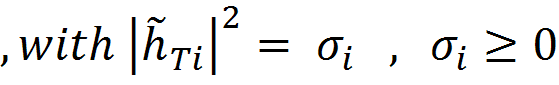 , with |h̃_{Ti}|² = σ_i , σ_i ≥ 0